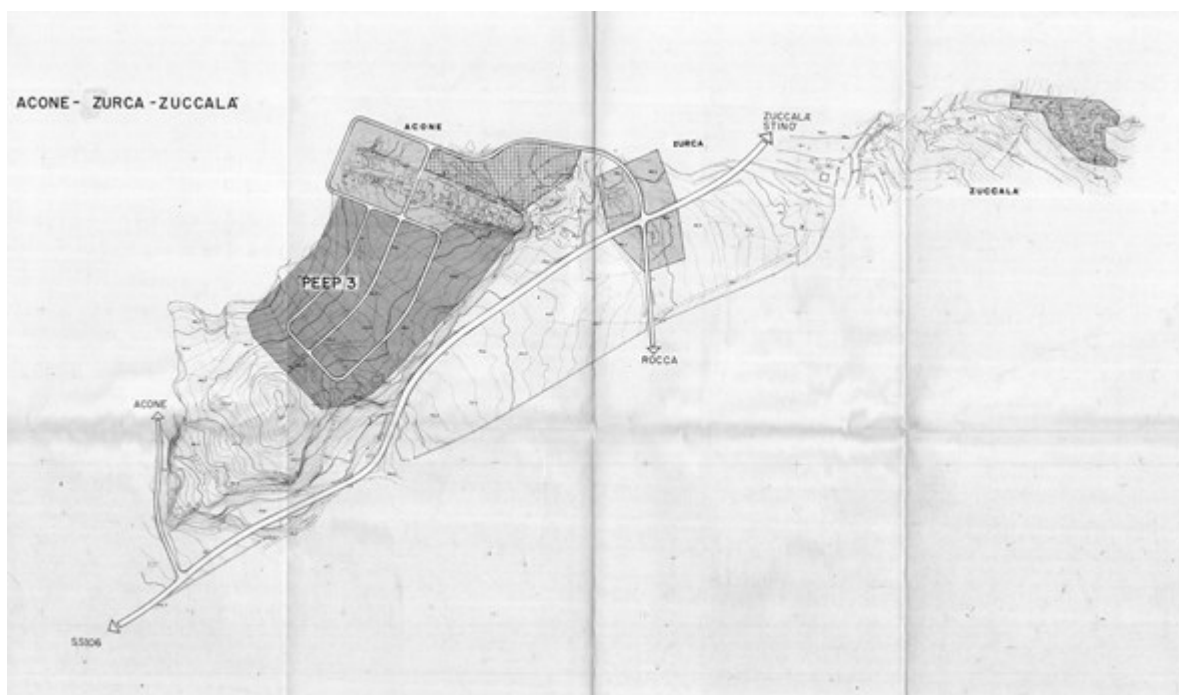 ACONE - ZURCA - ZUCCALA'
ACONE
ZUCCALA'
STINO'
ZURCA
ZUCCALA'
PEEP 3
ROCCA
ACONE
SS106